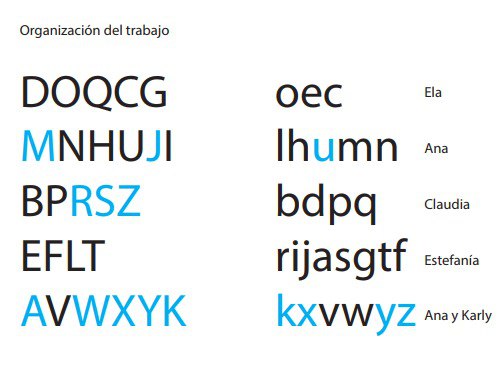 Organización del trabajo
DOQCG oec Ela
MNHUJI lhumn Ana
BPRSZ bdpq Claudia
EFLT rijasgtf Estefanía
AVWXYK kxvwyz Ana y Karly